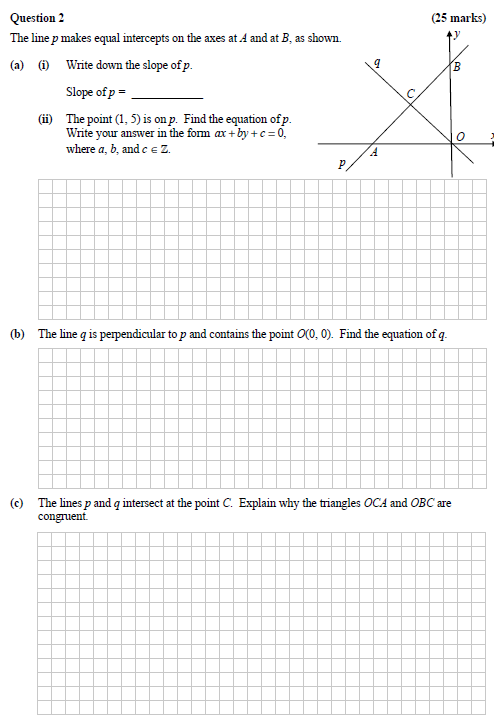 Question 2 (25 marks)
The line p makes equal intercepts on the axes at A and at B, as shown.
(a) (i) Write down the slope of p.
Slope of p = ____________
(ii) The point (1, 5) is on p. Find the equation of p.
Write your answer in the form ax + by + c = 0,
where a, b, and c ∈ ℤ.
y
q
B
C
O
x
A
p
(b) The line q is perpendicular to p and contains the point O(0, 0). Find the equation of q.
(c) The lines p and q intersect at the point C. Explain why the triangles OCA and OBC are
congruent.